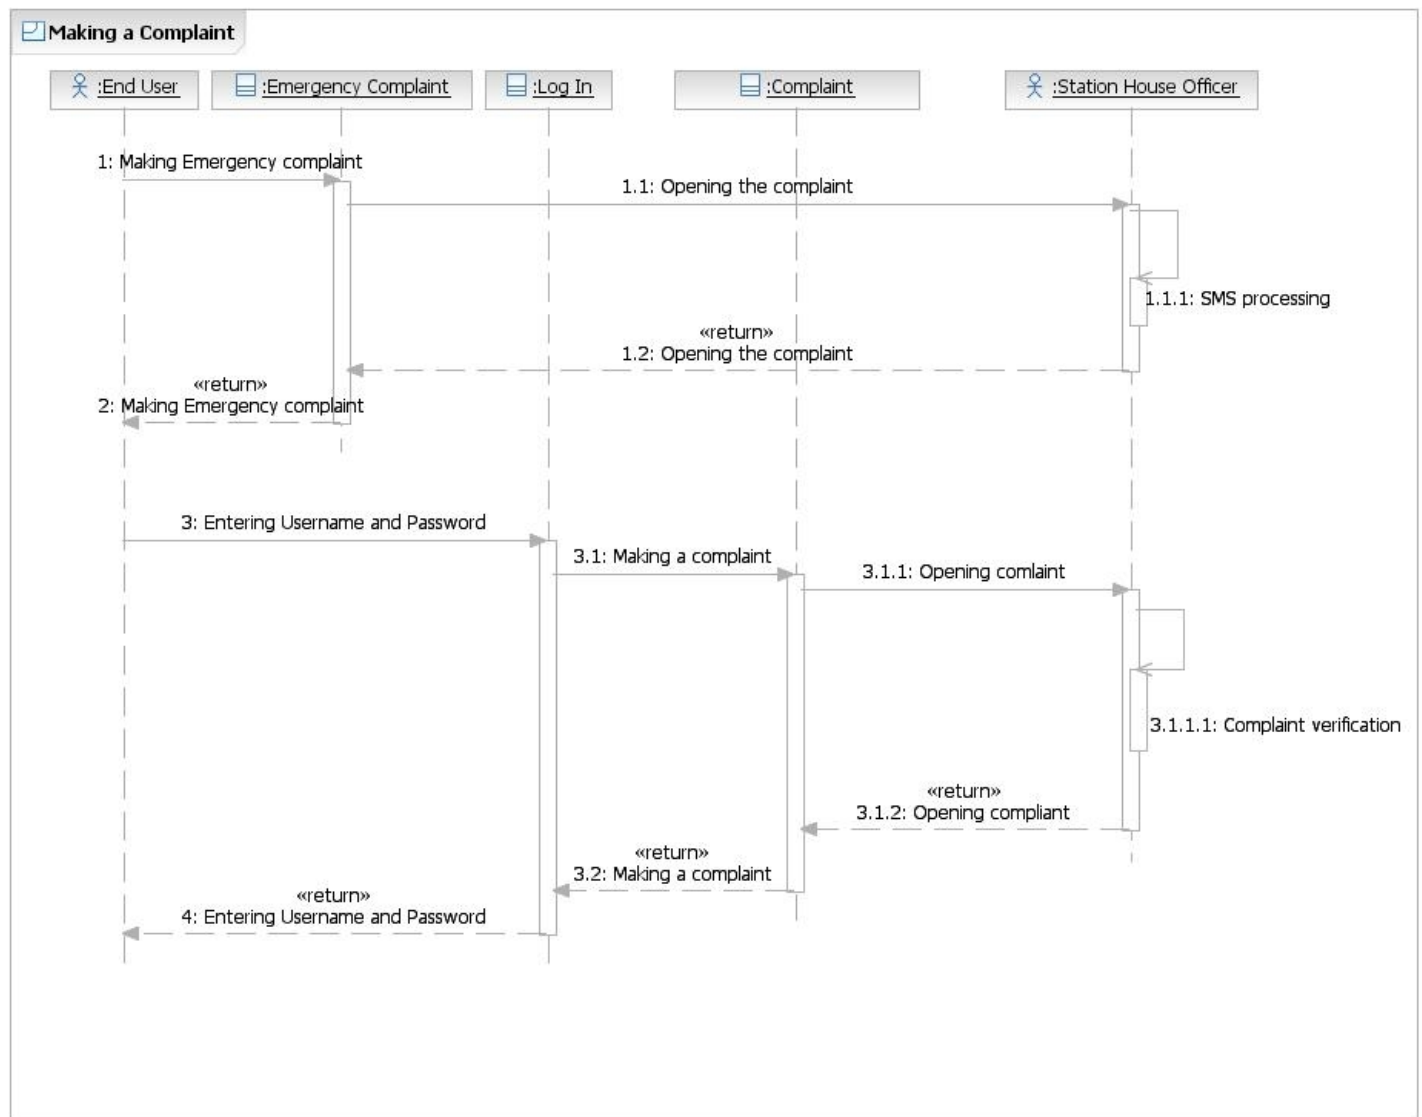 Making a Complaint
:End User
:Emergency Complaint
:Log In
:Complaint
:Station House Officer
1: Making Emergency complaint
1.1: Opening the complaint
1.1.1: SMS processing
«return»
1.2: Opening the complaint
«return»
2: Making Emergency complaint
3: Entering Username and Password
3.1: Making a complaint
3.1.1: Opening comlaint
3.1.1.1: Complaint verification
«return»
3.1.2: Opening compliant
«return»
3.2: Making a complaint
«return»
4: Entering Username and Password